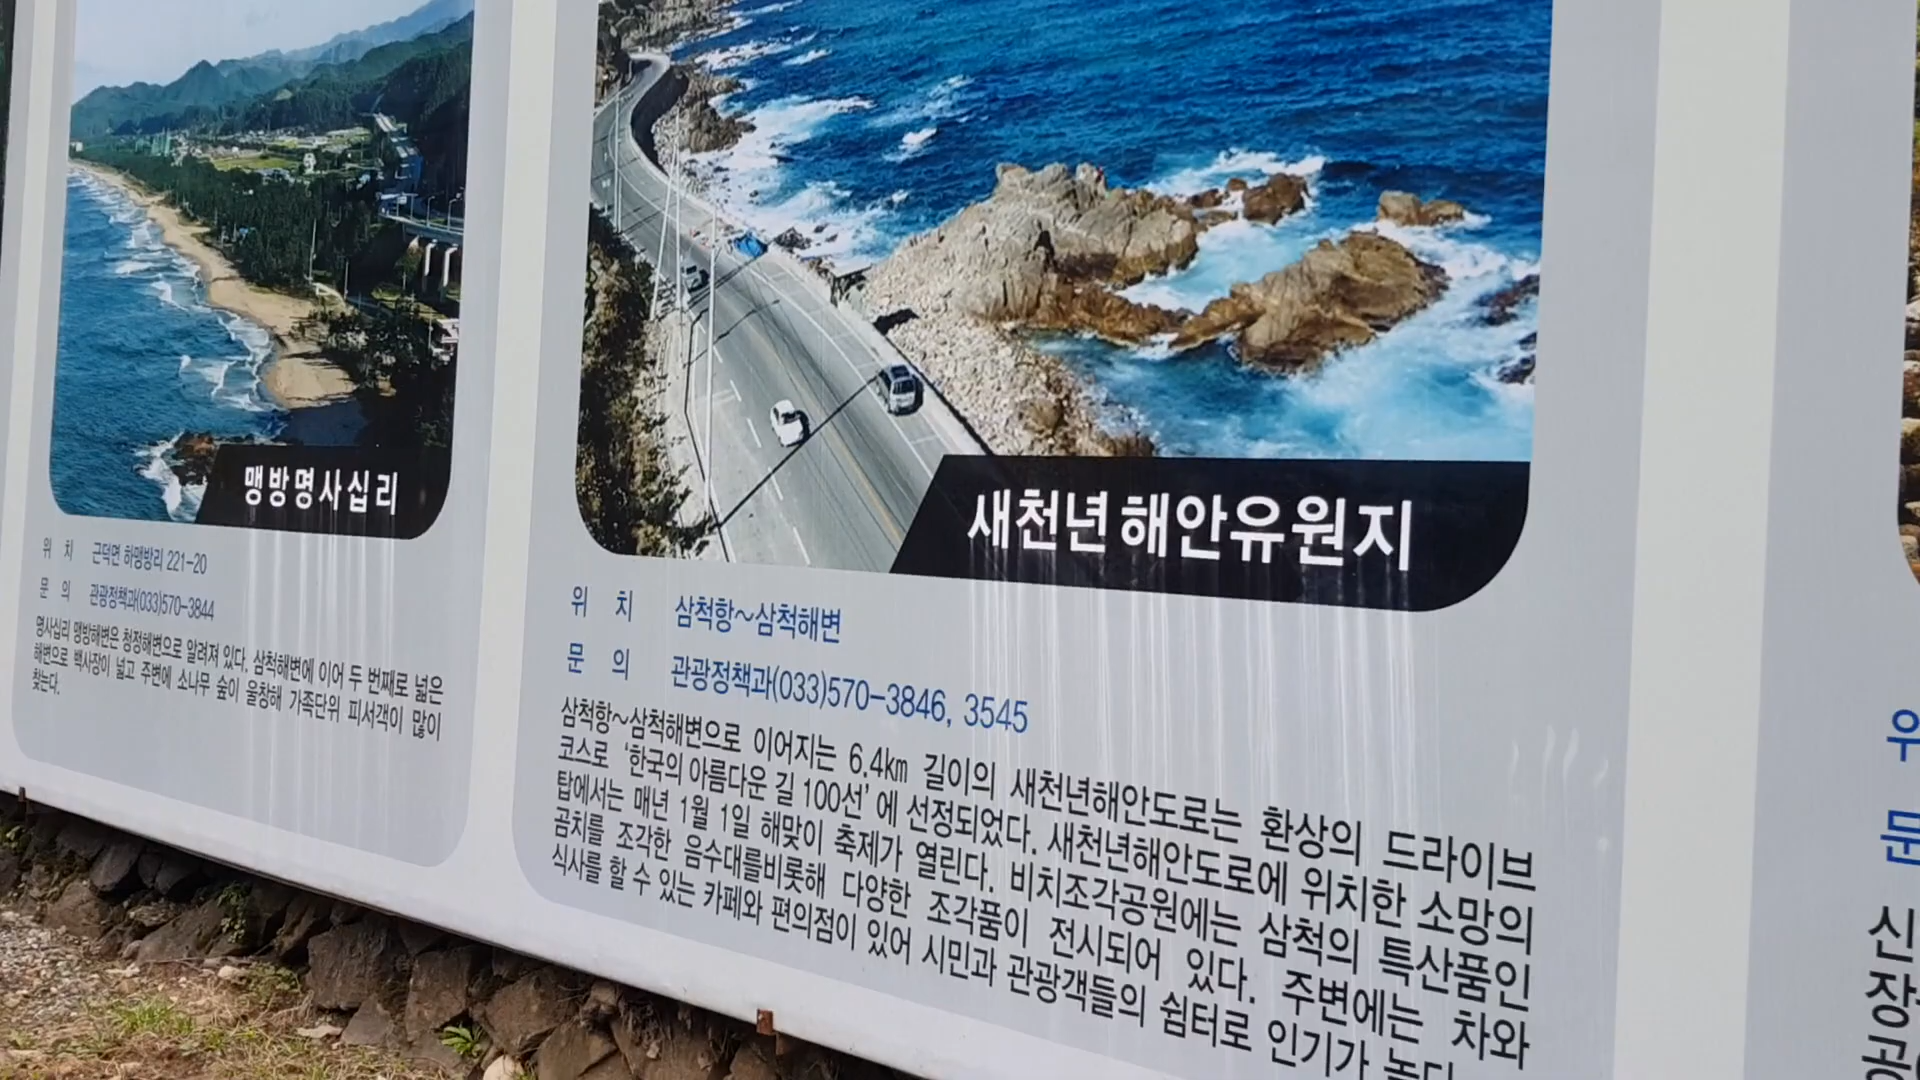 맹방명사십리
위 치 근덕면 하맹방리 221-20
문 의 관광정책과(033)570-3844
명사십리 맹방해변은 청정해변으로 알려져 있다. 삼척해변에 이어 두 번째로 넓은
해변으로 백사장이 넓고 주변에 소나무 숲이 울창해 가족단위 피서객이 많이
찾는다.
새천년해안유원지
위 치 삼척항~삼척해변
문 의 관광정책과(033)570-3846, 3545
삼척항~삼척해변으로 이어지는 6.4km 길이의 새천년해안도로는 환상의 드라이브
코스로 '한국의 아름다운 길 100선' 에 선정되었다. 새천년해안도로에 위치한 소망의
탑에서는 매년 1월 1일 해맞이 축제가 열린다. 비치조각공원에는 삼척의 특산품인
곰치를 조각한 음수대를비롯해 다양한 조각품이 전시되어 있다. 주변에는 차와
식사를 할 수 있는 카페와 편의점이 있어 시민과 관광객들의 쉼터로 인기가 높다.
위
문
신